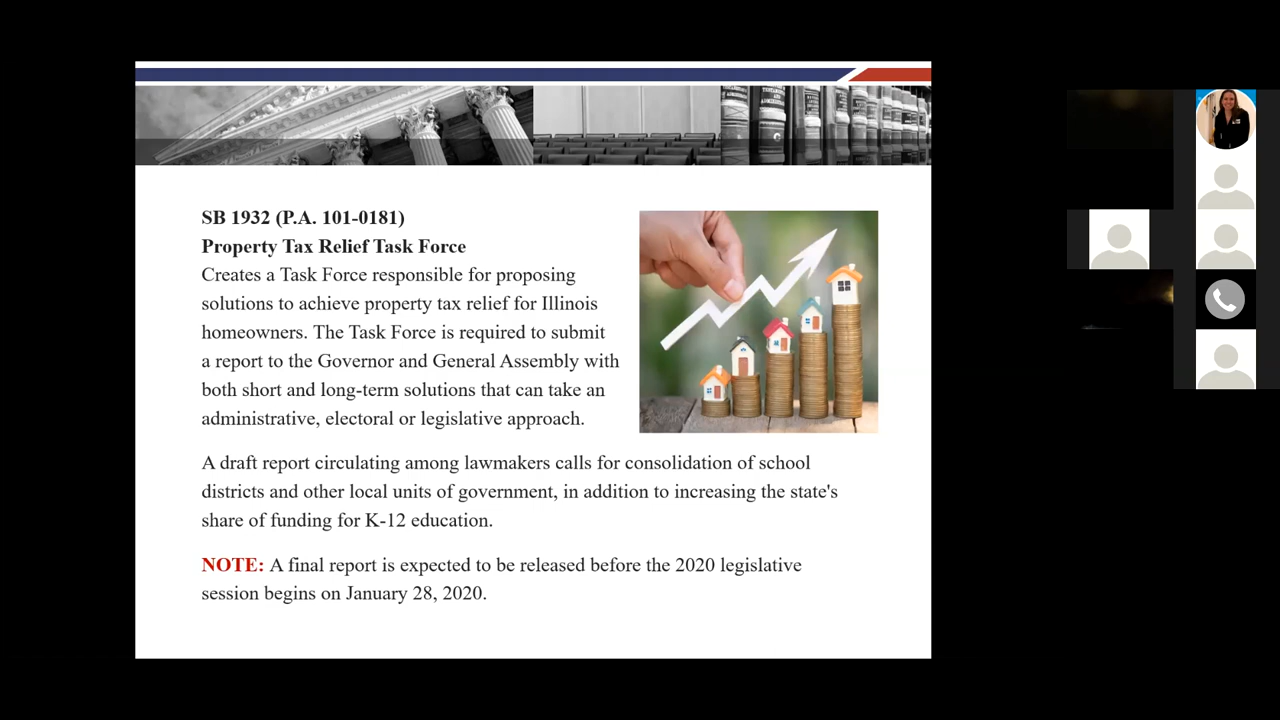 SB 1932 (P.A. 101-0181)
Property Tax Relief Task Force
Creates a Task Force responsible for proposing
solutions to achieve property tax relief for Illinois
homeowners. The Task Force is required to submit
a report to the Governor and General Assembly with
both short and long-term solutions that can take an
administrative, electoral or legislative approach.
A draft report circulating among lawmakers calls for consolidation of school
districts and other local units of government, in addition to increasing the state's
share of funding for K-12 education.
NOTE: A final report is expected to be released before the 2020 legislative
session begins on January 28, 2020.